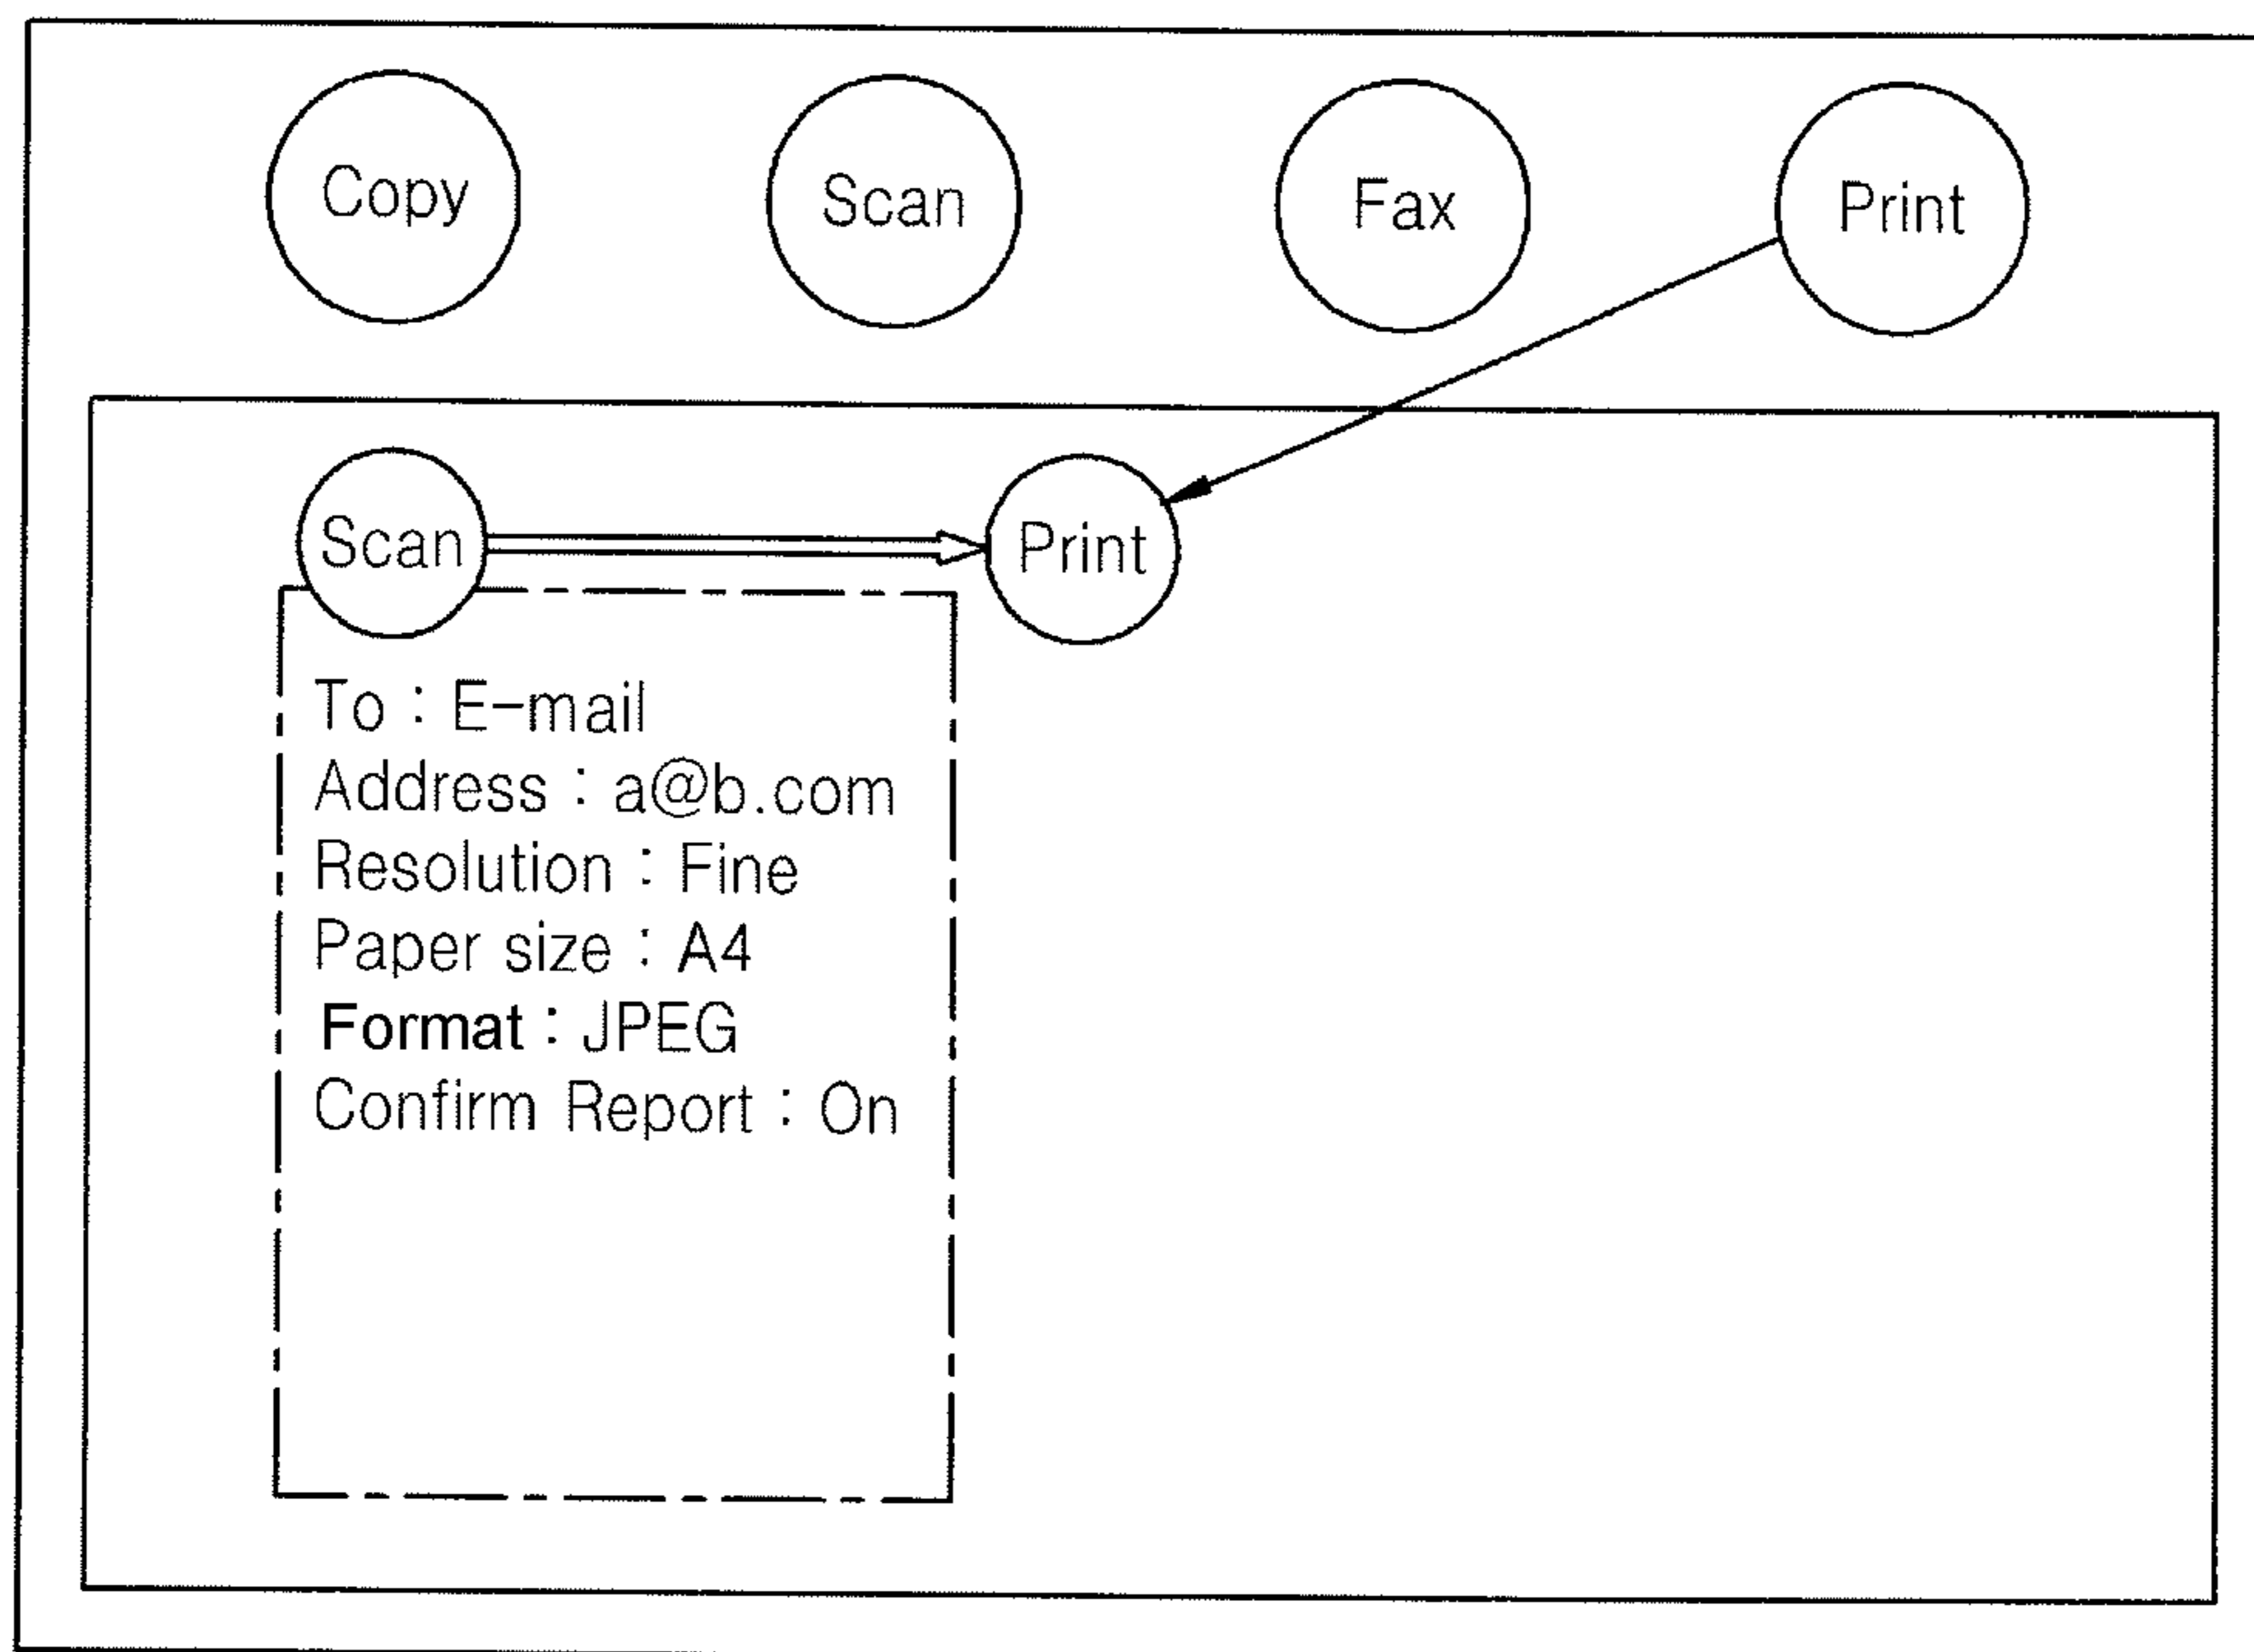 Copy
Scan
Fax
Print
Scan
Print
To : E-mail
Address : a@b.com
Resolution : Fine
Paper size : A4
Format : JPEG
Confirm Report : On